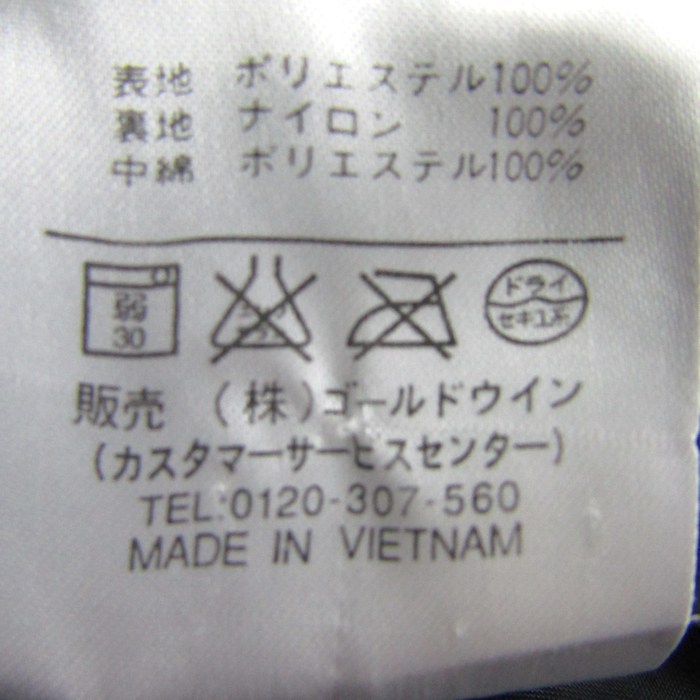 表地 ポリエステル100%
裏地 ナイロン 100%
中綿 ポリエステル100%
弱
30
ドライ
セキユ系
販売 (株)ゴールドウイン
(カスタマーサービスセンター)
TEL:0120-307-560
MADE IN VIETNAM